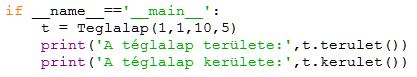 if __name__=='__main__':
    t = Teglalap(1,1,10,5)
    print('A téglalap területe:',t.terulet())
    print('A téglalap kerülete:',t.kerulet())